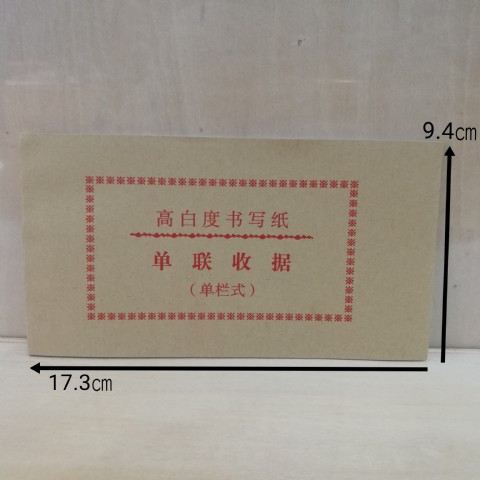 9.4cm
高白度书写纸
单联收据
（单栏式）
17.3cm